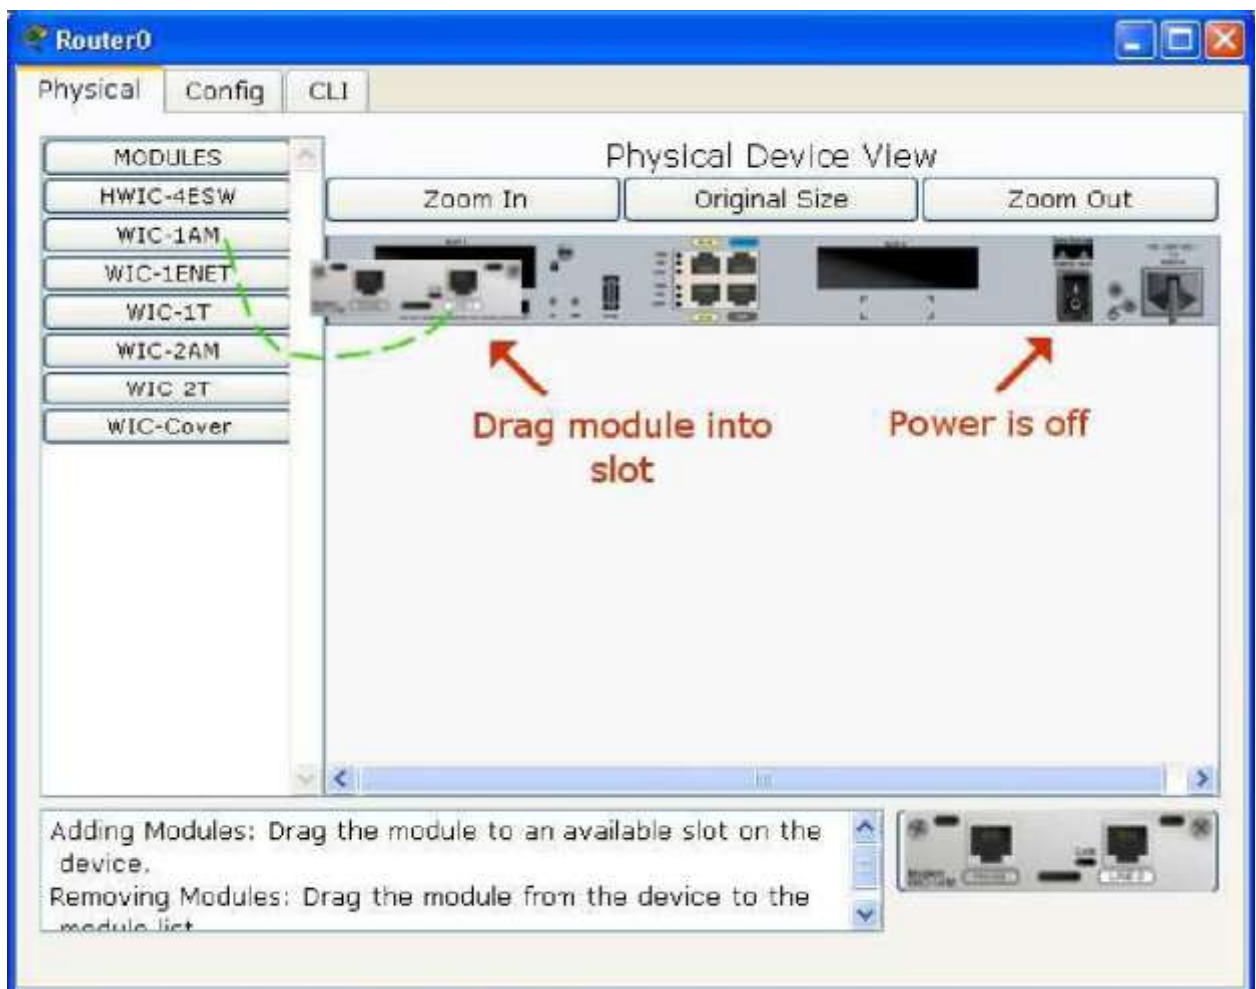 Router0
Physical Config CLI
MODULES
HWIC-4ESW
WIC-1AM
WIC-1ENET
WIC-1T
WIC-2AM
WIC 2T
WIC-Cover
Physical Device View
Zoom In Original Size Zoom Out
Drag module into
slot
Power is off
Adding Modules: Drag the module to an available slot on the
device.
Removing Modules: Drag the module from the device to the
module list